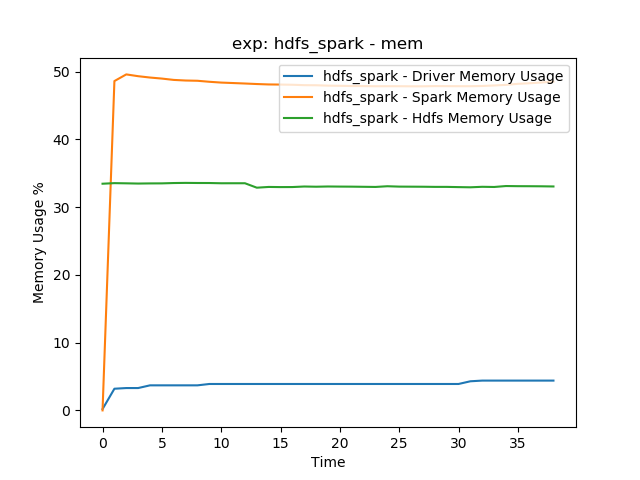 exp: hdfs_spark - mem
hdfs_spark - Driver Memory Usage
hdfs_spark - Spark Memory Usage
hdfs_spark - Hdfs Memory Usage
Memory Usage %
50
40
30
20
10
0
0 5 10 15 20 25 30 35
Time